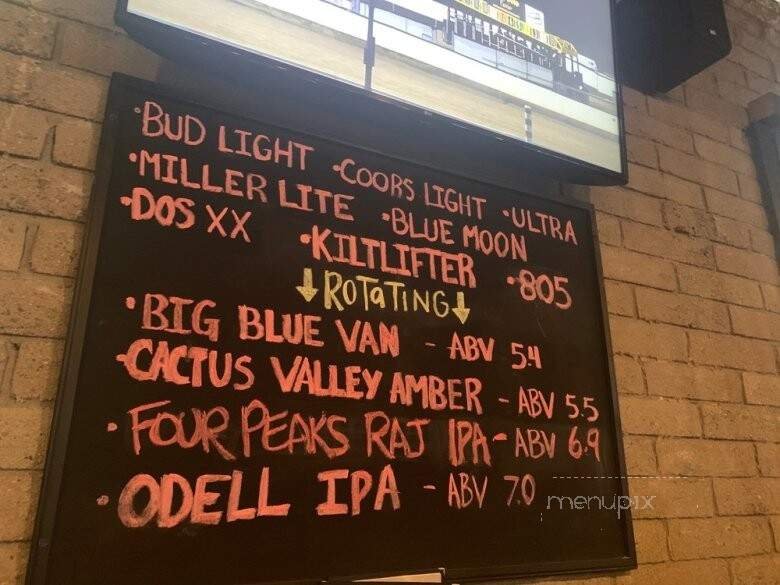 •BUD LIGHT •COORS LIGHT •ULTRA
•MILLER LITE •BLUE MOON
•DOS XX •KILTLIFTER •805
↓ROTaTING↓
•BIG BLUE VAN - ABV 5.4
•CACTUS VALLEY AMBER - ABV 5.5
•FOUR PEAKS RAJ IPA - ABV 6.9
•ODELL IPA - ABV 7.0
menupix